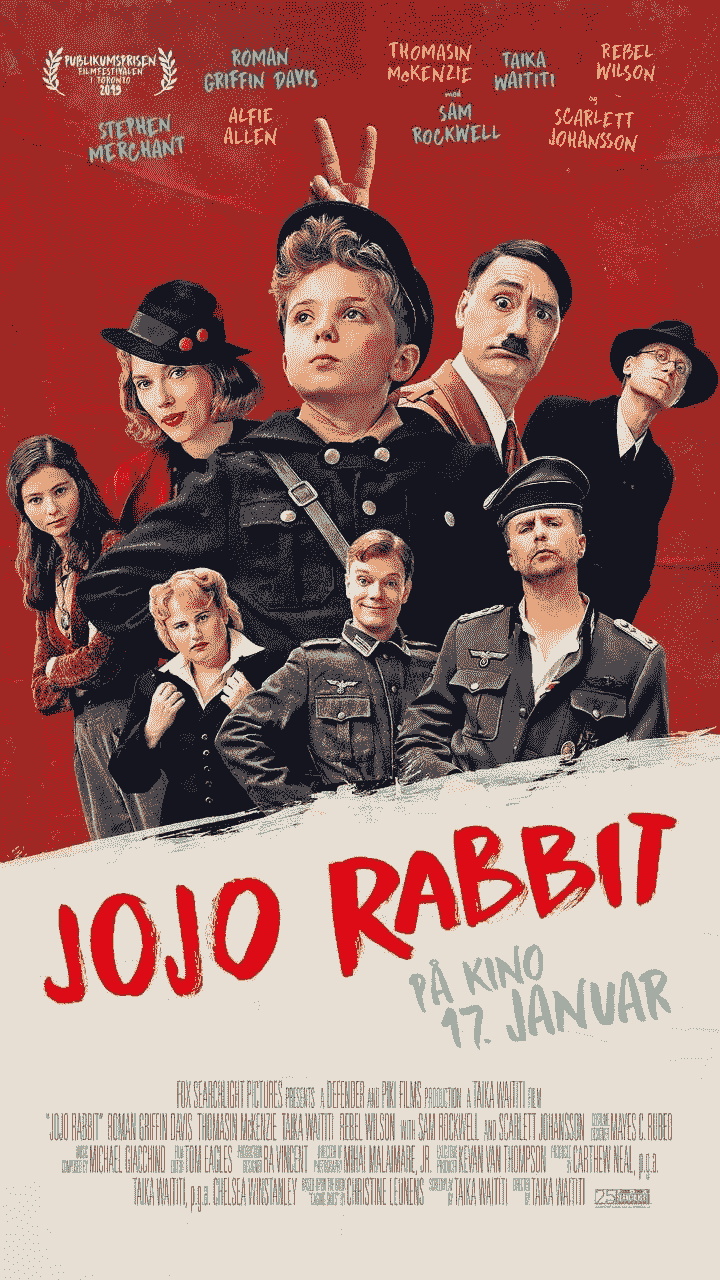 PUBLIKUMSPRISEN
FILMFESTIVALEN
I TORONTO
2019
ROMAN
GRIFFIN DAVIS
THOMASIN
McKENZIE
TAIKA
WAITITI
REBEL
WILSON
STEPHEN
MERCHANT
ALFIE
ALLEN
med
SAM
ROCKWELL
og
SCARLETT
JOHANSSON
JOJO RABBIT
PÅ KINO
17. JANUAR
FOX SEARCHLIGHT PICTURES PRESENTS A DEFENDER AND PIKI FILMS PRODUCTION A TAIKA WAITITI FILM
"JOJO RABBIT" ROMAN GRIFFIN DAVIS THOMASIN McKENZIE TAIKA WAITITI REBEL WILSON WITH SAM ROCKWELL AND SCARLETT JOHANSSON COSTUME DESIGNER MAYES C. RUBEO
MUSIC COMPOSED BY MICHAEL GIACCHINO FILM EDITOR TOM EAGLES PRODUCTION DESIGNER RA VINCENT DIRECTOR OF PHOTOGRAPHY MIHAI MALAIMARE, JR. EXECUTIVE PRODUCER KEVAN VAN THOMPSON PRODUCED BY CARTHEW NEAL, p.g.a.
TAIKA WAITITI, p.g.a. CHELSEA WINSTANLEY BASED UPON THE BOOK "CAGING SKIES" BY CHRISTINE LEUNENS SCREENPLAY BY TAIKA WAITITI DIRECTED BY TAIKA WAITITI 25